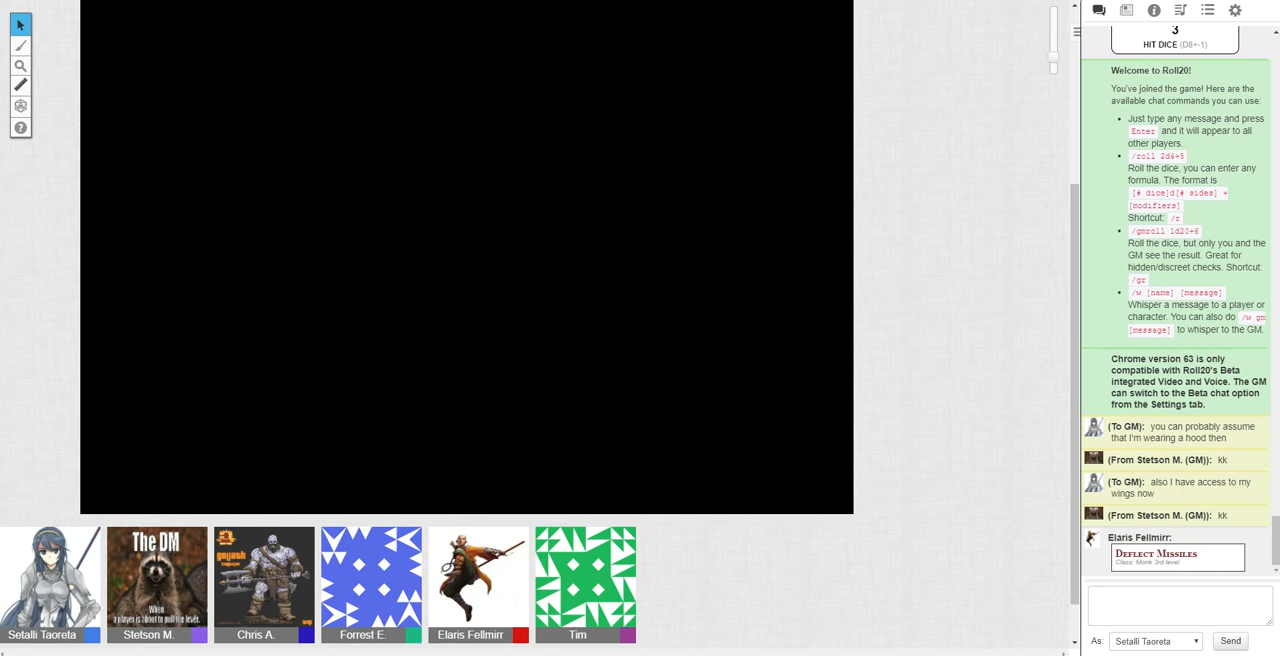 3
HIT DICE (D8+-1)
Welcome to Roll20!
You've joined the game! Here are the
available chat commands you can use:
• Just type any message and press
Enter and it will appear to all
other players.
• /roll 2d4+5
Roll the dice, you can enter any
formula. The format is
[# dice]d[# sides] +
[modifiers]
Shortcut: /r
• /gmroll 1d20+6
Roll the dice, but only you and the
GM see the result. Great for
hidden/discreet checks. Shortcut:
/gr
• /w [name] [message]
Whisper a message to a player or
character. You can also do /w gm
[message] to whisper to the GM.
Chrome version 63 is only
compatible with Roll20's Beta
integrated Video and Voice. The GM
can switch to the Beta chat option
from the Settings tab.
(To GM): you can probably assume
that I'm wearing a hood then
(From Stetson M. (GM)): kk
(To GM): also I have access to my
wings now
(From Stetson M. (GM)): kk
Elaris Fellmirr:
Deflect Missiles
Class: Monk 3rd level
As: Setalli Taoreta
Send
The DM
When
a player is about to pull the lever.
goliath
Setalli Taoreta
Stetson M.
Chris A.
Forrest E.
Elaris Fellmirr
Tim